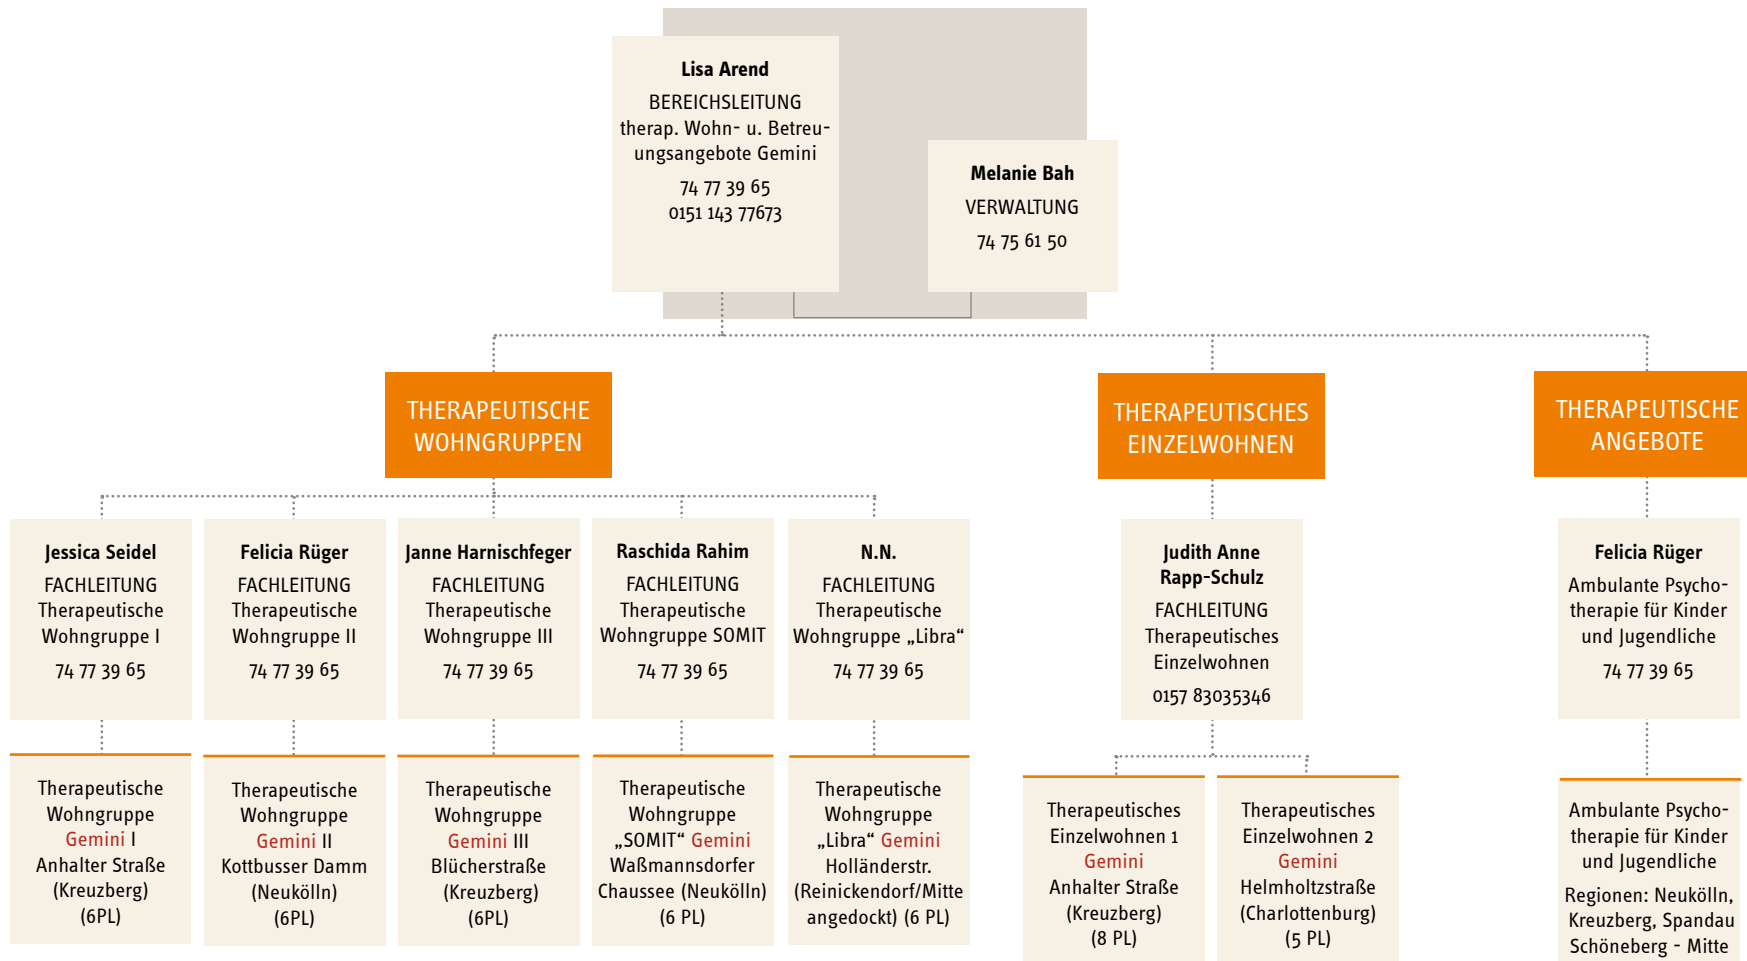 Lisa Arend
BEREICHSLEITUNG
therap. Wohn- u. Betreu-
ungsangebote Gemini
74 77 39 65
0151 143 77673
Melanie Bah
VERWALTUNG
74 75 61 50
THERAPEUTISCHE
WOHNGRUPPEN
THERAPEUTISCHES
EINZELWOHNEN
THERAPEUTISCHE
ANGEBOTE
Jessica Seidel
FACHLEITUNG
Therapeutische
Wohngruppe I
74 77 39 65
Felicia Rüger
FACHLEITUNG
Therapeutische
Wohngruppe II
74 77 39 65
Janne Harnischfeger
FACHLEITUNG
Therapeutische
Wohngruppe III
74 77 39 65
Raschida Rahim
FACHLEITUNG
Therapeutische
Wohngruppe SOMIT
74 77 39 65
N.N.
FACHLEITUNG
Therapeutische
Wohngruppe „Libra“
74 77 39 65
Judith Anne
Rapp-Schulz
FACHLEITUNG
Therapeutisches
Einzelwohnen
0157 83035346
Felicia Rüger
Ambulante Psycho-
therapie für Kinder
und Jugendliche
74 77 39 65
Therapeutische
Wohngruppe
Gemini I
Anhalter Straße
(Kreuzberg)
(6PL)
Therapeutische
Wohngruppe
Gemini II
Kottbusser Damm
(Neukölln)
(6PL)
Therapeutische
Wohngruppe
Gemini III
Blücherstraße
(Kreuzberg)
(6PL)
Therapeutische
Wohngruppe
„SOMIT“ Gemini
Waßmannsdorfer
Chaussee (Neukölln)
(6 PL)
Therapeutische
Wohngruppe
„Libra“ Gemini
Holländerstr.
(Reinickendorf/Mitte
angedockt) (6 PL)
Therapeutisches
Einzelwohnen 1
Gemini
Anhalter Straße
(Kreuzberg)
(8 PL)
Therapeutisches
Einzelwohnen 2
Gemini
Helmholtzstraße
(Charlottenburg)
(5 PL)
Ambulante Psycho-
therapie für Kinder
und Jugendliche
Regionen: Neukölln,
Kreuzberg, Spandau
Schöneberg - Mitte